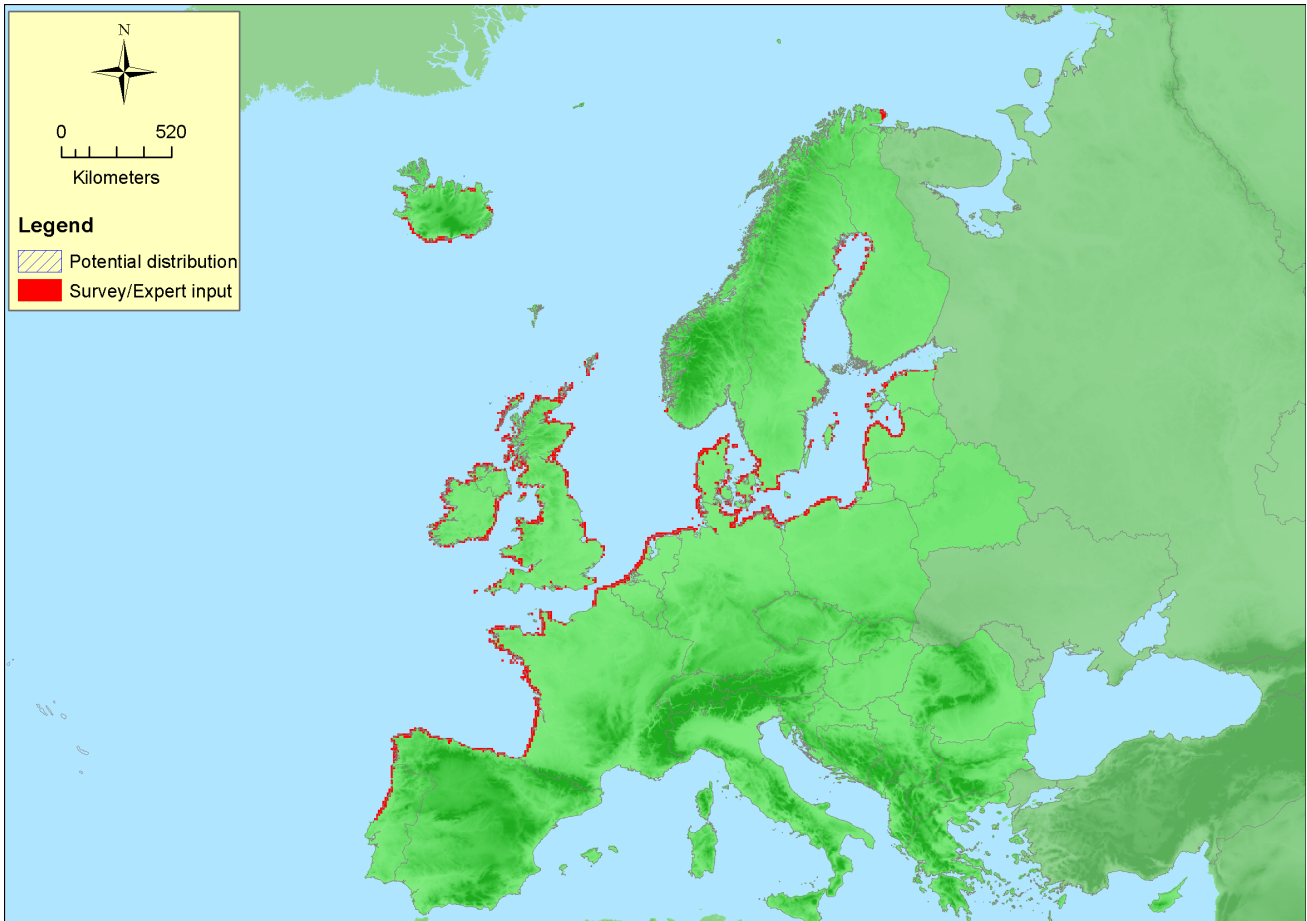 N
0 520
Kilometers
Legend
Potential distribution
Survey/Expert input